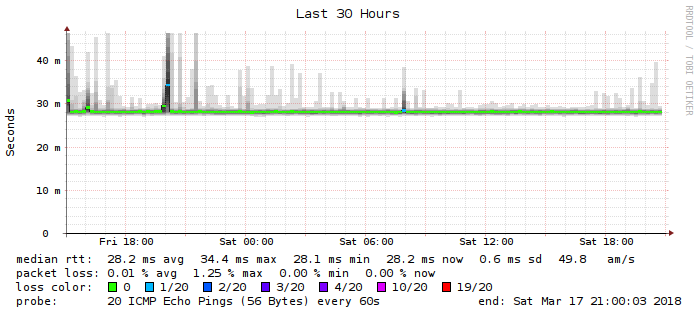 Last 30 Hours
RRDTOOL / TOBI OETIKER
Seconds
40 m
30 m
20 m
10 m
0
Fri 18:00 Sat 00:00 Sat 06:00 Sat 12:00 Sat 18:00
median rtt: 28.2 ms avg 34.4 ms max 28.1 ms min 28.2 ms now 0.6 ms sd 49.8 am/s
packet loss: 0.01 % avg 1.25 % max 0.00 % min 0.00 % now
loss color: 0 1/20 2/20 3/20 4/20 10/20 19/20
probe: 20 ICMP Echo Pings (56 Bytes) every 60s end: Sat Mar 17 21:00:03 2018